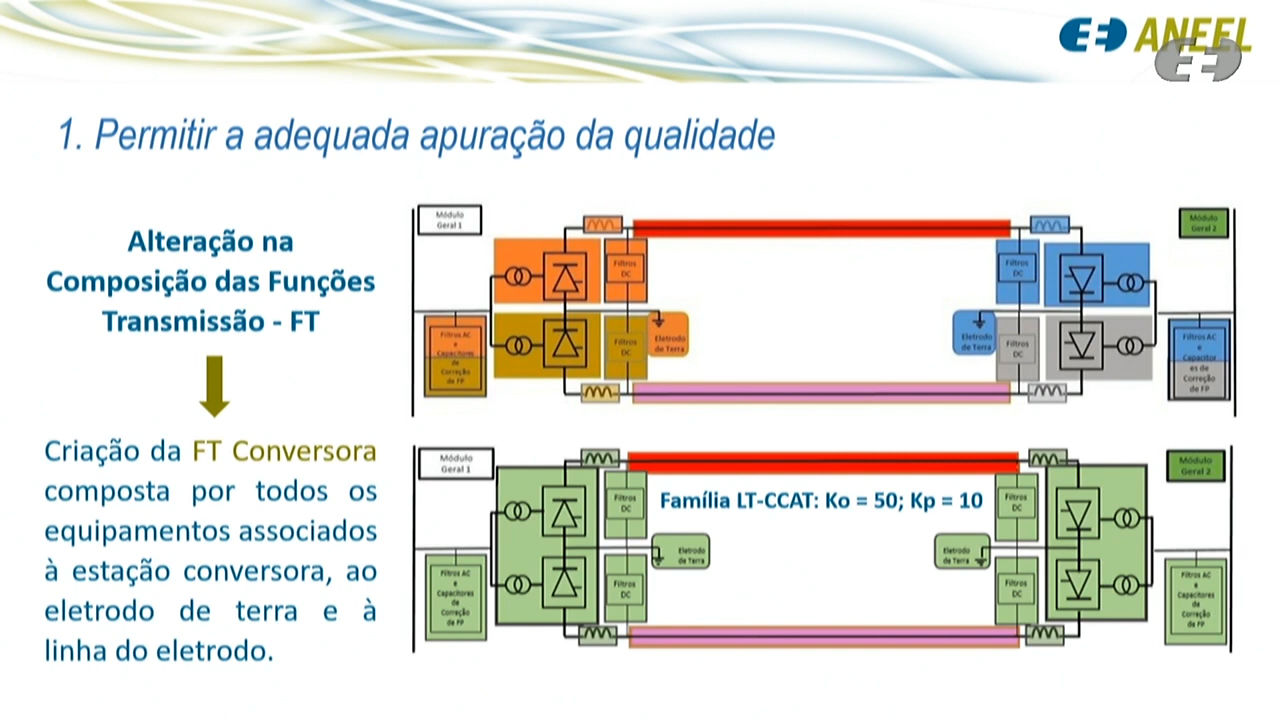 ANEEL
1. Permitir a adequada apuração da qualidade
Alteração na
Composição das Funções
Transmissão - FT
Criação da FT Conversora
composta por todos os
equipamentos associados
à estação conversora, ao
eletrodo de terra e à
linha do eletrodo.
Módulo
Geral 1
Módulo
Geral 2
Filtros
DC
Filtros
DC
Filtros AC
e
Capacitores
de
Correção
de FP
Filtros
DC
Eletrodo
de Terra
Eletrodo
de Terra
Filtros
DC
Filtros AC
e
Capacitor
es de
Correção
de FP
Módulo
Geral 1
Módulo
Geral 2
Família LT-CCAT: Ko = 50; Kp = 10
Filtros
DC
Filtros
DC
Eletrodo
de Terra
Eletrodo
de Terra
Filtros AC
e
Capacitores
de
Correção
de FP
Filtros
DC
Filtros
DC
Filtros AC
e
Capacitores
de
Correção
de FP